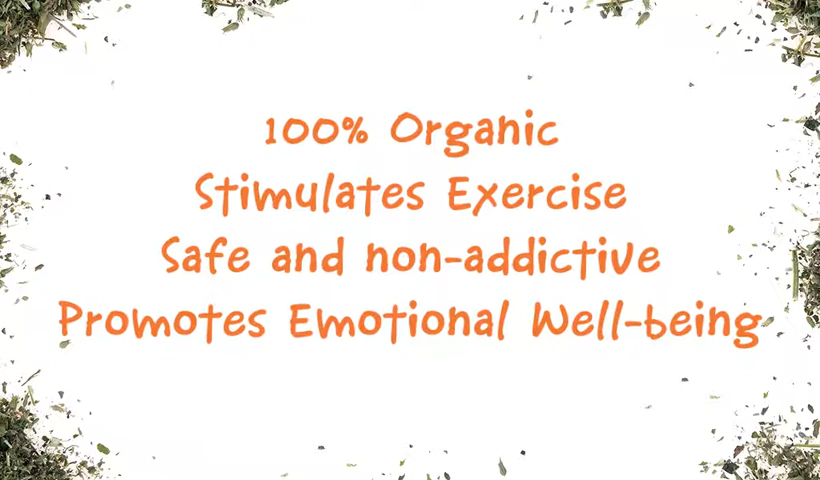 100% Organic
Stimulates Exercise
Safe and non-addictive
Promotes Emotional Well-being